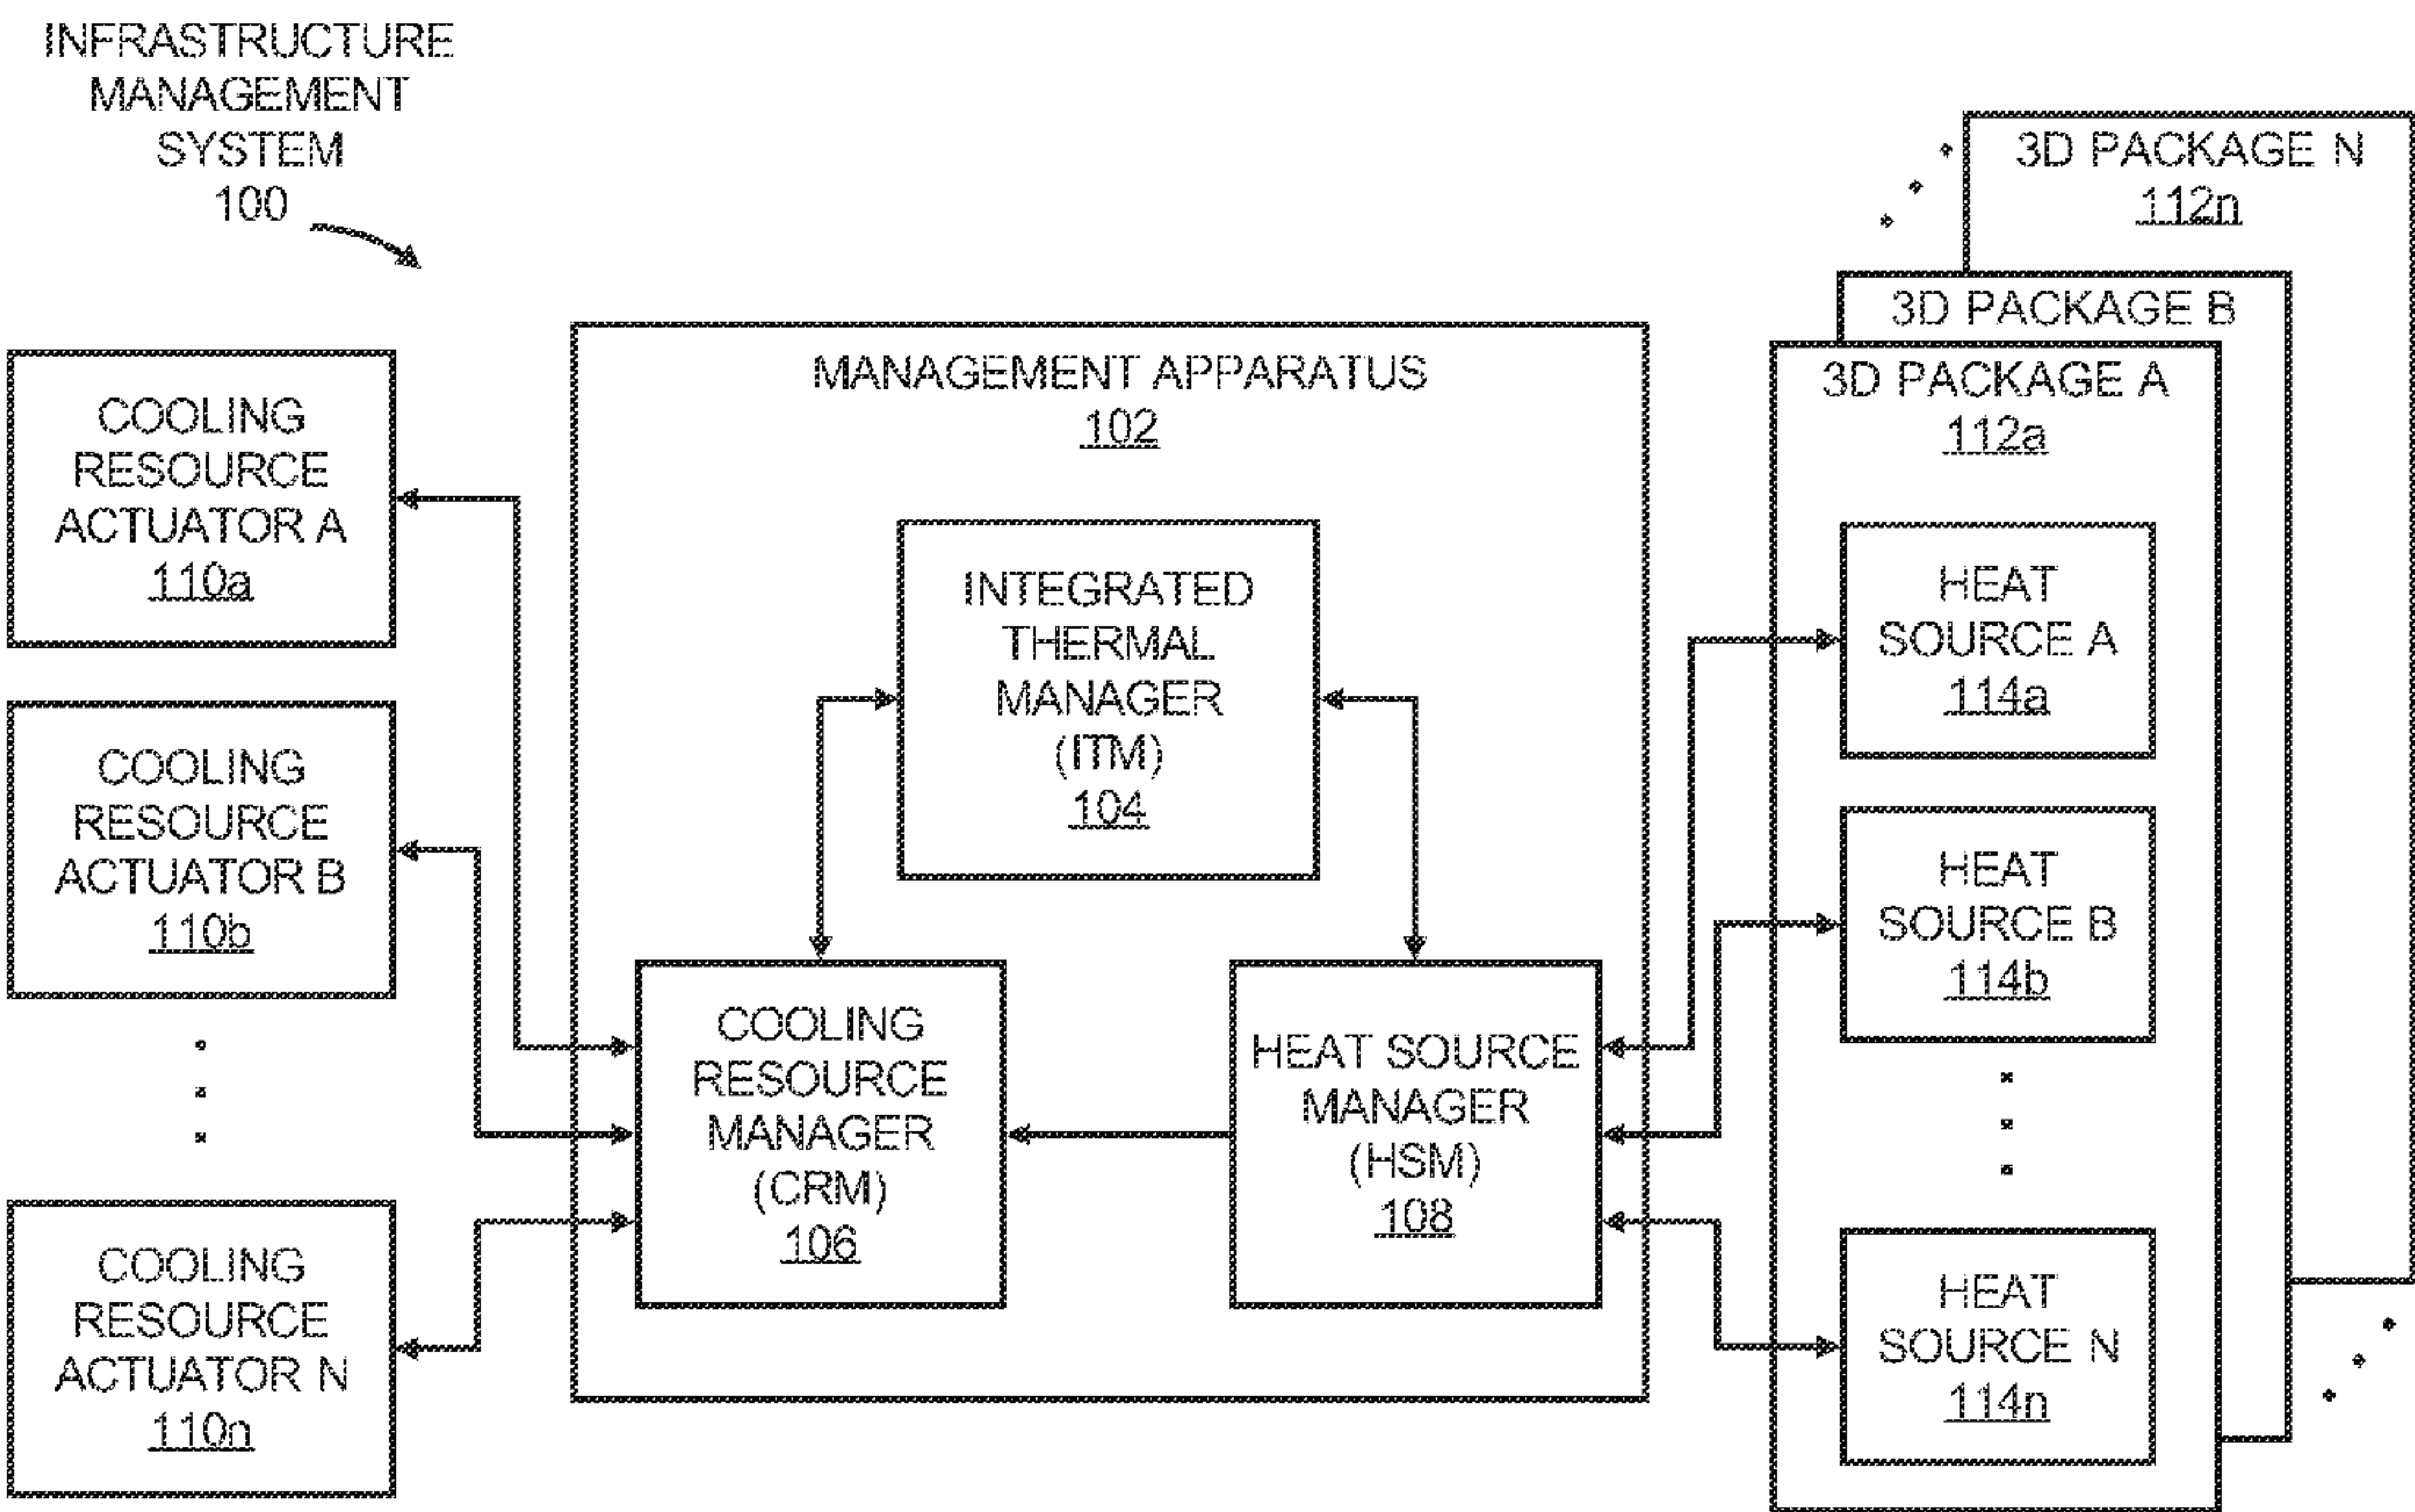 INFRASTRUCTURE
MANAGEMENT
SYSTEM
100
COOLING
RESOURCE
ACTUATOR A
110a
COOLING
RESOURCE
ACTUATOR B
110b
COOLING
RESOURCE
ACTUATOR N
110n
MANAGEMENT APPARATUS
102
INTEGRATED
THERMAL
MANAGER
(ITM)
104
COOLING
RESOURCE
MANAGER
(CRM)
106
HEAT SOURCE
MANAGER
(HSM)
108
3D PACKAGE N
112n
3D PACKAGE B
3D PACKAGE A
112a
HEAT
SOURCE A
114a
HEAT
SOURCE B
114b
HEAT
SOURCE N
114n